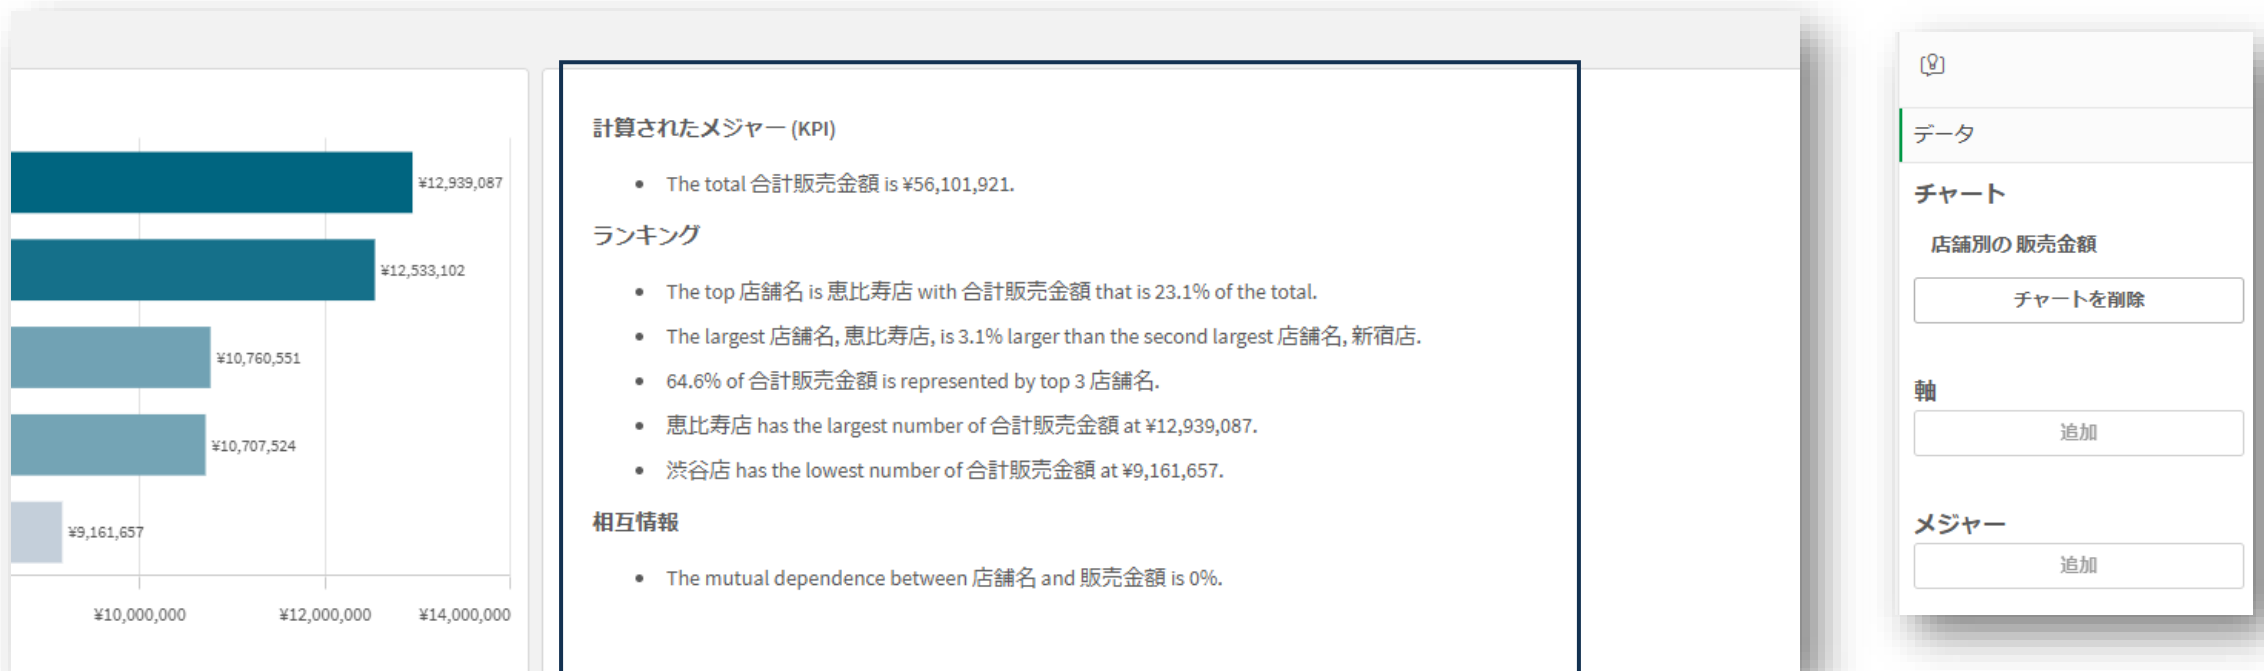 ¥12,939,087
¥12,533,102
¥10,760,551
¥10,707,524
¥9,161,657
¥10,000,000
¥12,000,000
¥14,000,000
計算されたメジャー (KPI)
The total 合計販売金額 is ¥56,101,921.
ランキング
The top 店舗名 is 恵比寿店 with 合計販売金額 that is 23.1% of the total.
The largest 店舗名, 恵比寿店, is 3.1% larger than the second largest 店舗名, 新宿店.
64.6% of 合計販売金額 is represented by top 3 店舗名.
恵比寿店 has the largest number of 合計販売金額 at ¥12,939,087.
渋谷店 has the lowest number of 合計販売金額 at ¥9,161,657.
相互情報
The mutual dependence between 店舗名 and 販売金額 is 0%.
データ
チャート
店舗別の 販売金額
チャートを削除
軸
追加
メジャー
追加